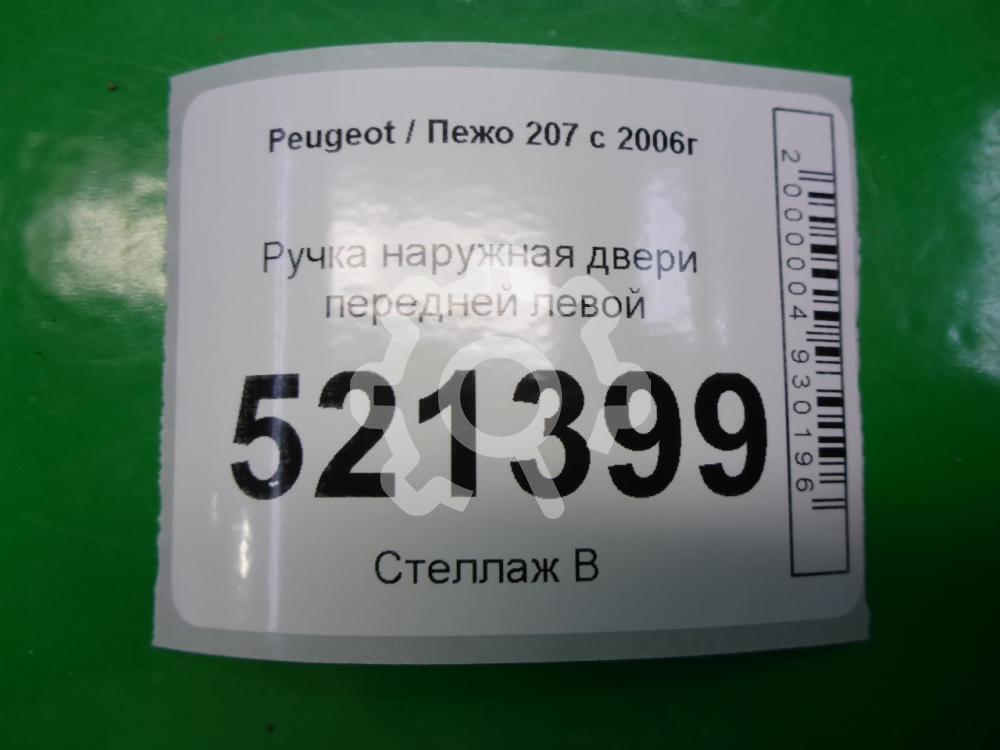 Peugeot / Пежо 207 с 2006г
Ручка наружная двери
передней левой
521399
Стеллаж В
2000004930196